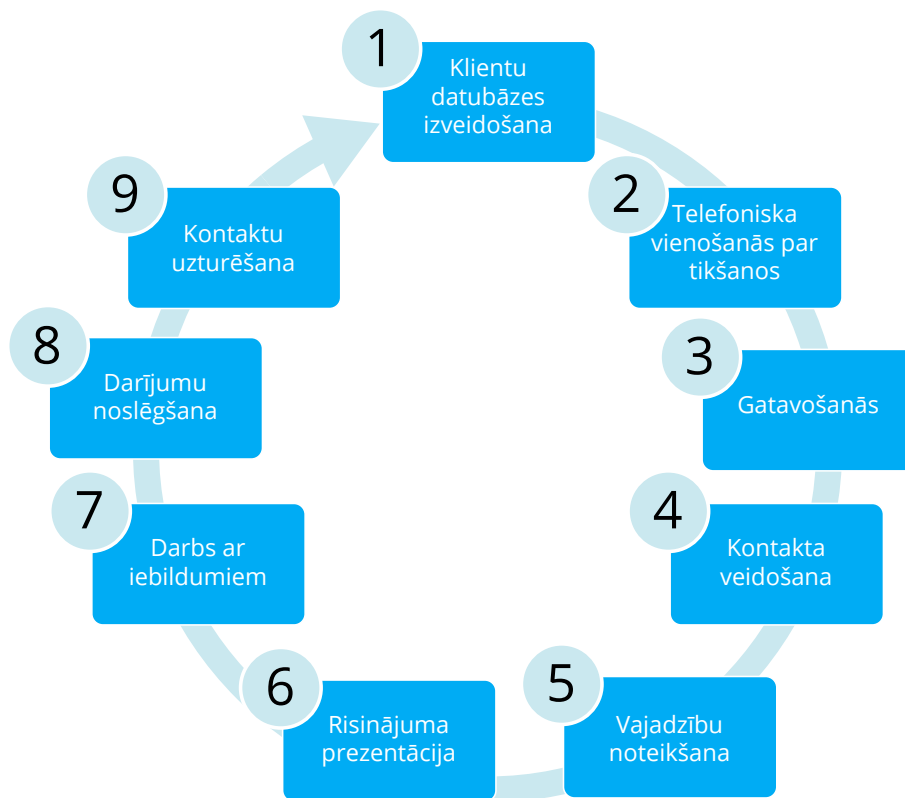 1
Klientu
datubāzes
izveidošana
2
Telefoniska
vienošanās par
tikšanos
3
Gatavošanās
4
Kontakta
veidošana
5
Vajadzību
noteikšana
6
Risinājuma
prezentācija
7
Darbs ar
iebildumiem
8
Darījumu
noslēgšana
9
Kontaktu
uzturēšana